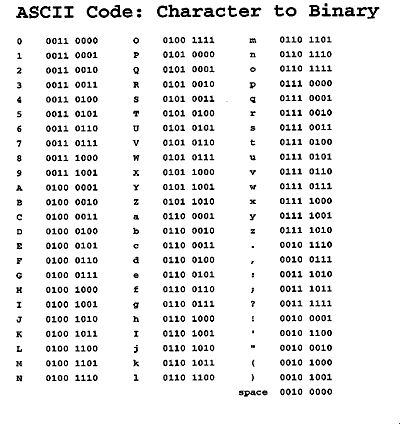 ASCII Code: Character to Binary
0 0011 0000 O 0100 1111 m 0110 1101
1 0011 0001 P 0101 0000 n 0110 1110
2 0011 0010 Q 0101 0001 o 0110 1111
3 0011 0011 R 0101 0010 p 0111 0000
4 0011 0100 S 0101 0011 q 0111 0001
5 0011 0101 T 0101 0100 r 0111 0010
6 0011 0110 U 0101 0101 s 0111 0011
7 0011 0111 V 0101 0110 t 0111 0100
8 0011 1000 W 0101 0111 u 0111 0101
9 0011 1001 X 0101 1000 v 0111 0110
A 0100 0001 Y 0101 1001 w 0111 0111
B 0100 0010 Z 0101 1010 x 0111 1000
C 0100 0011 a 0110 0001 y 0111 1001
D 0100 0100 b 0110 0010 z 0111 1010
E 0100 0101 c 0110 0011 . 0010 1110
F 0100 0110 d 0110 0100 , 0010 0111
G 0100 0111 e 0110 0101 : 0011 1010
H 0100 1000 f 0110 0110 ; 0011 1011
I 0100 1001 g 0110 0111 ? 0011 1111
J 0100 1010 h 0110 1000 ! 0010 0001
K 0100 1011 I 0110 1001 ' 0010 1100
L 0100 1100 j 0110 1010 " 0010 0010
M 0100 1101 k 0110 1011 ( 0010 1000
N 0100 1110 l 0110 1100 ) 0010 1001
space 0010 0000